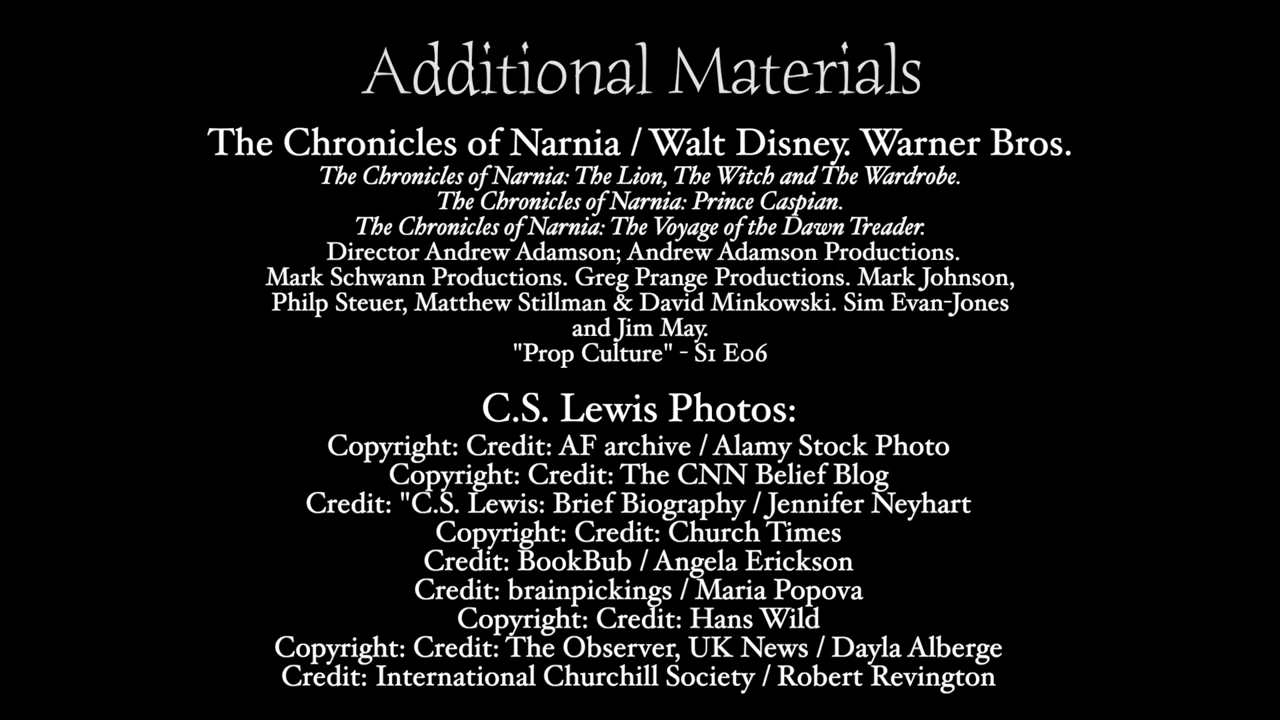 Additional Materials
The Chronicles of Narnia / Walt Disney. Warner Bros.
The Chronicles of Narnia: The Lion, The Witch and The Wardrobe.
The Chronicles of Narnia: Prince Caspian.
The Chronicles of Narnia: The Voyage of the Dawn Treader.
Director Andrew Adamson; Andrew Adamson Productions.
Mark Schwann Productions. Greg Prange Productions. Mark Johnson,
Philp Steuer, Matthew Stillman & David Minkowski. Sim Evan-Jones
and Jim May.
"Prop Culture" - S1 E06
C.S. Lewis Photos:
Copyright: Credit: AF archive / Alamy Stock Photo
Copyright: Credit: The CNN Belief Blog
Credit: "C.S. Lewis: Brief Biography / Jennifer Neyhart
Copyright: Credit: Church Times
Credit: BookBub / Angela Erickson
Credit: brainpickings / Maria Popova
Copyright: Credit: Hans Wild
Copyright: Credit: The Observer, UK News / Dayla Alberge
Credit: International Churchill Society / Robert Revington